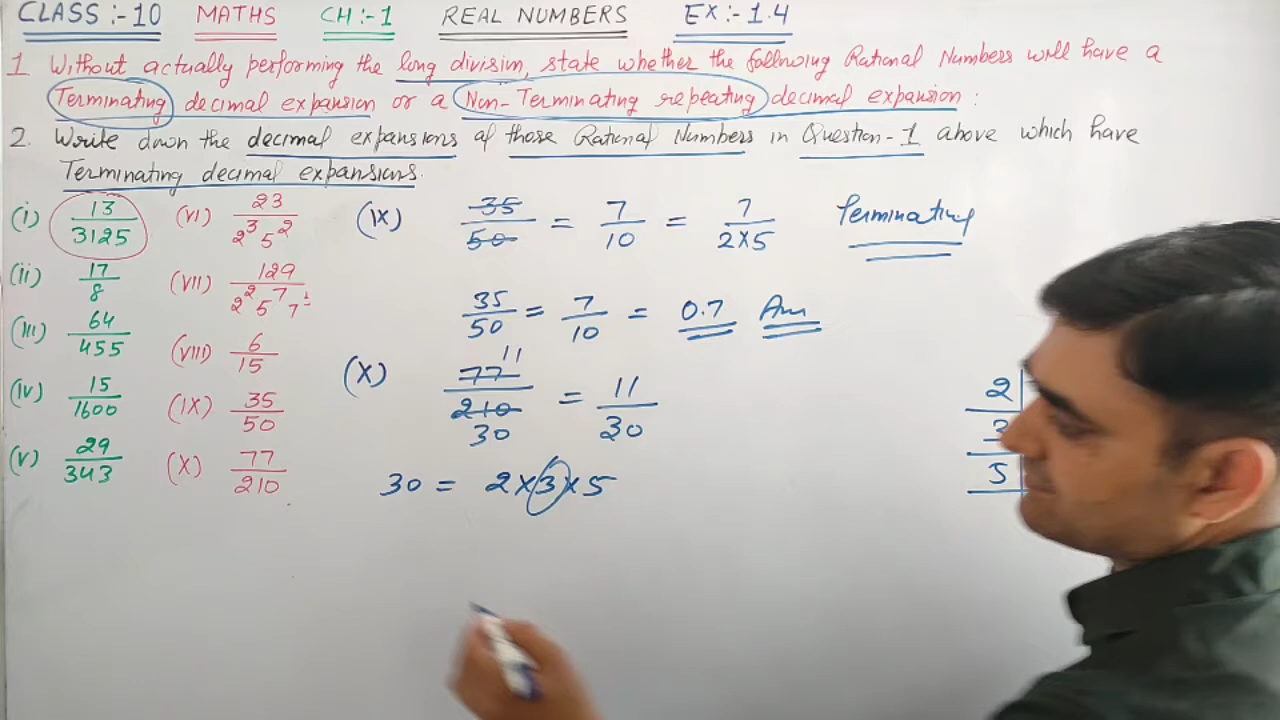 CLASS :- 10 MATHS CH :- 1 REAL NUMBERS EX :- 1.4
1. Without actually performing the long division, state whether the following Rational Numbers will have a
Terminating decimal expansion or a Non-Terminating repeating decimal expansion :
2. Write down the decimal expansions of those Rational Numbers in Question-1 above which have
Terminating decimal expansions.
(i) 13/3125
(ii) 17/8
(iii) 64/455
(iv) 15/1600
(v) 29/343
(VI) 23/2³5²
(VII) 129/2²5⁷7¹
(VIII) 6/15
(IX) 35/50
(X) 77/210
(IX) 35/50 = 7/10 = 7/2×5 Terminating
35/50 = 7/10 = 0.7 Ans
(X) 77/210 = 11/30
11
30
30 = 2×3×5
2
5